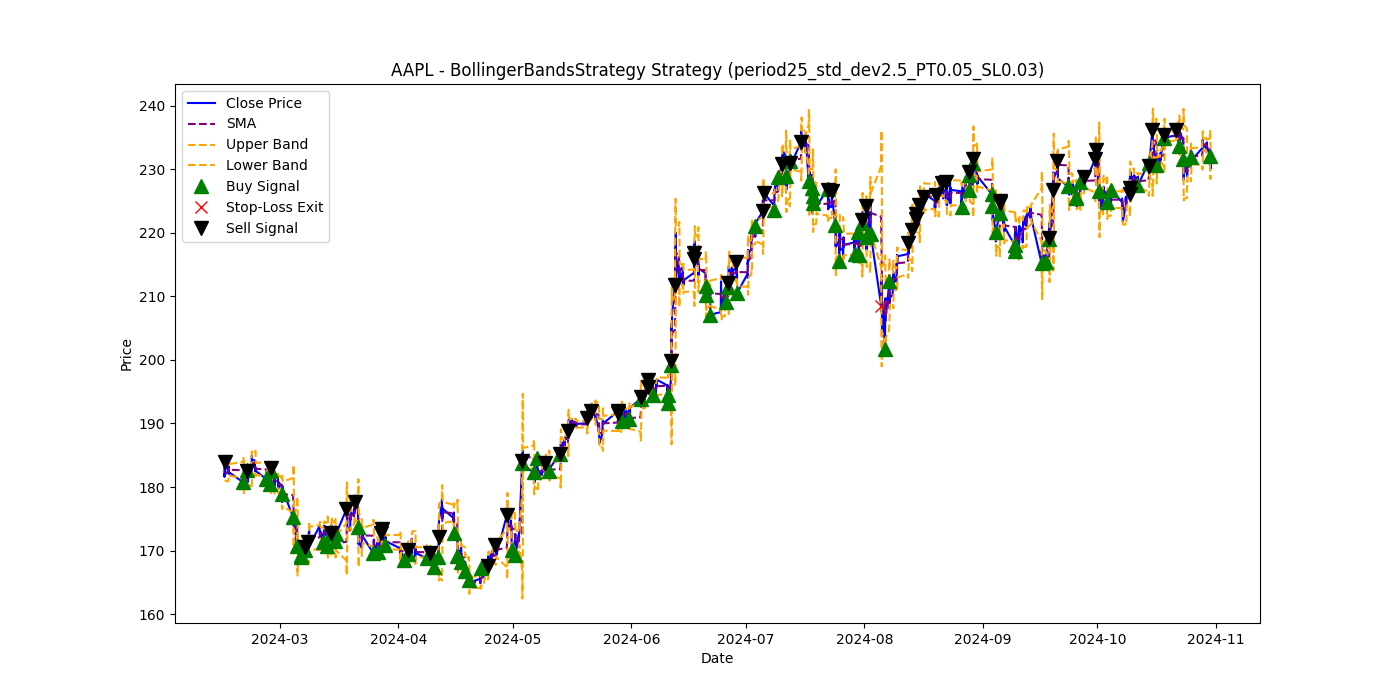 AAPL - BollingerBandsStrategy Strategy (period25_std_dev2.5_PT0.05_SL0.03)
Close Price
SMA
Upper Band
Lower Band
Buy Signal
Stop-Loss Exit
Sell Signal
240
230
220
210
200
190
180
170
160
Price
2024-03 2024-04 2024-05 2024-06 2024-07 2024-08 2024-09 2024-10 2024-11
Date